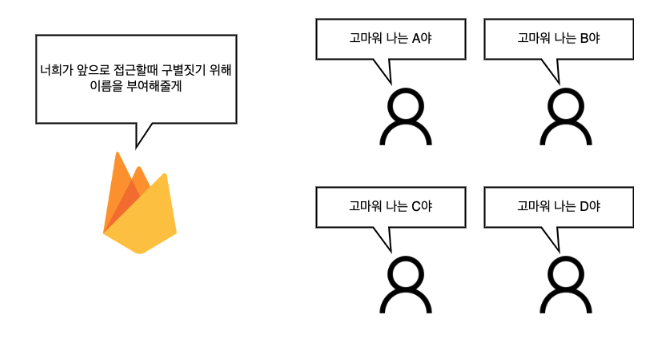 너희가 앞으로 접근할때 구별짓기 위해
이름을 부여해줄게
고마워 나는 A야
고마워 나는 B야
고마워 나는 C야
고마워 나는 D야